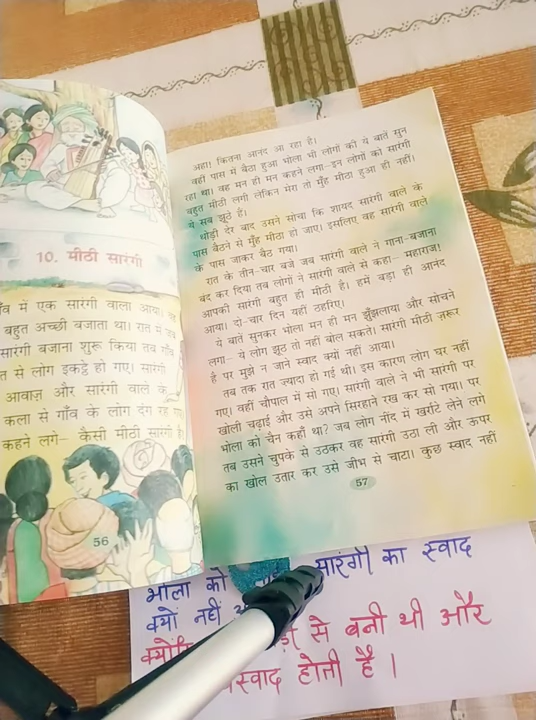 10. मीठी सारंगी
गाँव में एक सारंगी वाला आया। वह
बहुत अच्छी बजाता था। रात में जब
सारंगी बजाना शुरू किया तब गाँव
त से लोग इकट्ठे हो गए। सारंगी
आवाज़ और सारंगी वाले के
कला से गाँव के लोग दंग रह गए
कहने लगे– कैसी मीठी सारंगी है
56
अहा! कितना आनंद आ रहा है।
वहीं पास में बैठा हुआ भोला भी लोगों की ये बातें सुन
रहा था। वह मन ही मन कहने लगा– इन लोगों को सारंगी
बहुत मीठी लगी लेकिन मेरा तो मुँह मीठा हुआ ही नहीं।
ये सब झूठे हैं।
थोड़ी देर बाद उसने सोचा कि शायद सारंगी वाले के
पास बैठने से मुँह मीठा हो जाए। इसलिए वह सारंगी वाले
के पास जाकर बैठ गया।
रात के तीन-चार बजे जब सारंगी वाले ने गाना-बजाना
बंद कर दिया तब लोगों ने सारंगी वाले से कहा– महाराज!
आपकी सारंगी बहुत ही मीठी है। हमें बड़ा ही आनंद
आया। दो-चार दिन यहीं ठहरिए।
ये बातें सुनकर भोला मन ही मन झुँझलाया और सोचने
लगा– ये लोग झूठ तो नहीं बोल सकते। सारंगी मीठी ज़रूर
है पर मुझे न जाने स्वाद क्यों नहीं आया।
तब तक रात ज़्यादा हो गई थी। इस कारण लोग घर नहीं
गए। वहीं चौपाल में सो गए। सारंगी वाले ने भी सारंगी पर
खोली चढ़ाई और उसे अपने सिरहाने रख कर सो गया। पर
भोला को चैन कहाँ था? जब लोग नींद में खर्राटे लेने लगे
तब उसने चुपके से उठकर वह सारंगी उठा ली और ऊपर
का खोल उतार कर उसे जीभ से चाटा। कुछ स्वाद नहीं
57
भोला को सारंगी का स्वाद
क्यों नहीं
से बनी थी और
होती है।